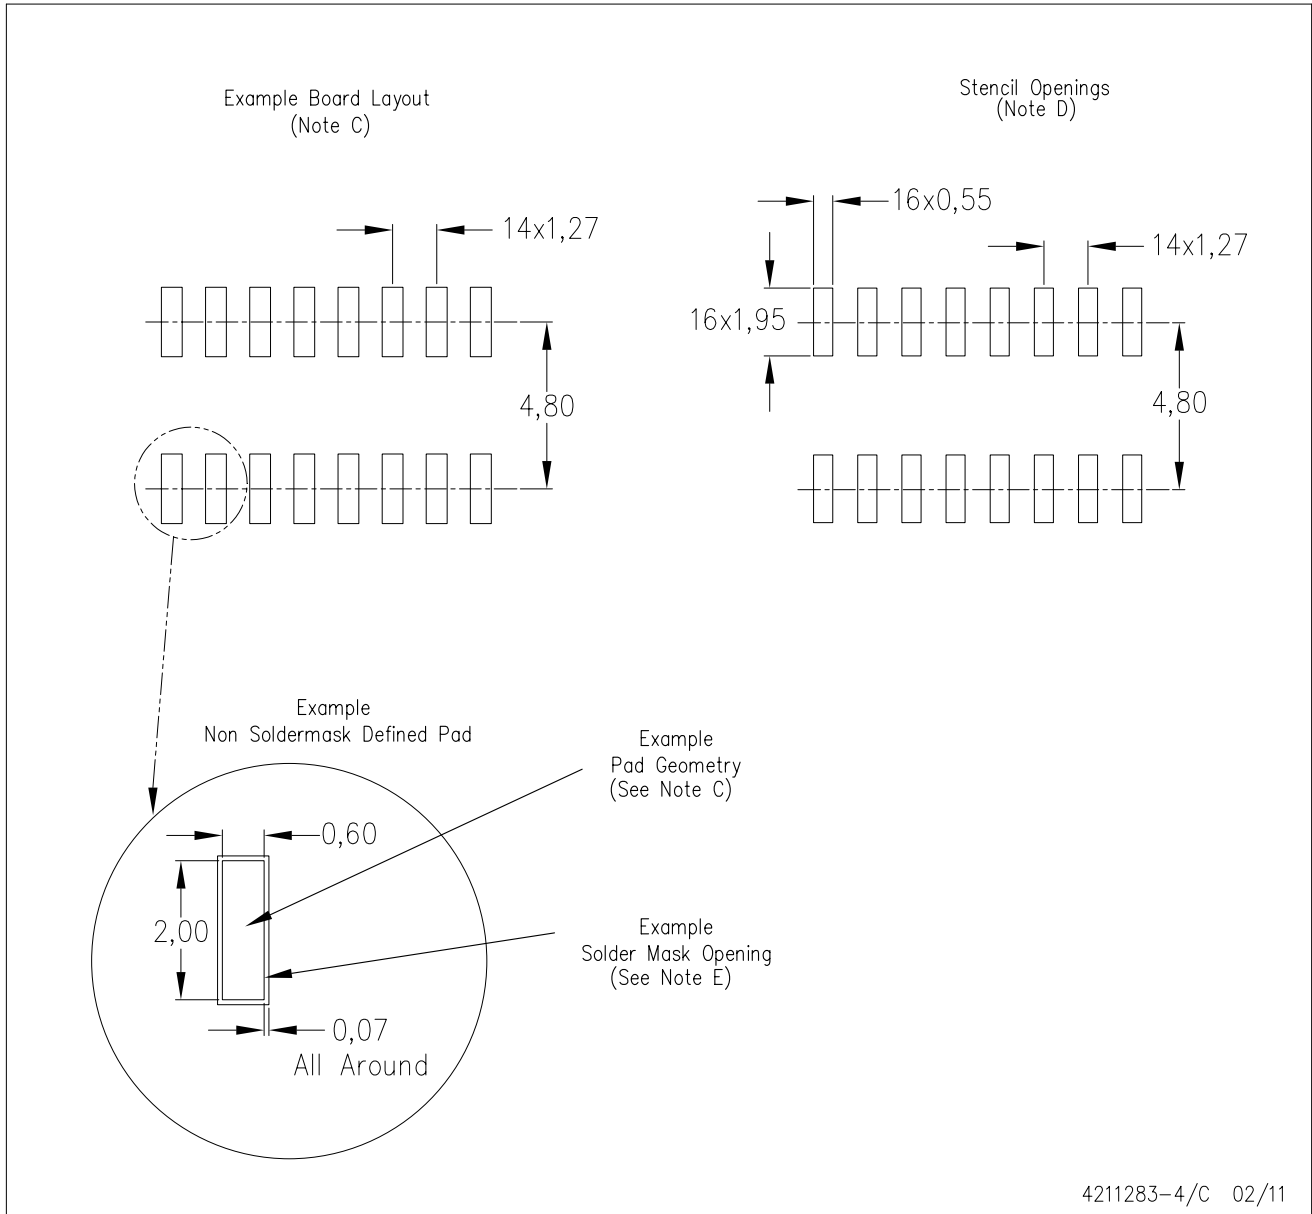 Example Board Layout
(Note C)
Stencil Openings
(Note D)
14x1,27
4,80
16x0,55
14x1,27
16x1,95
4,80
Example
Non Soldermask Defined Pad
Example
Pad Geometry
(See Note C)
0,60
2,00
Example
Solder Mask Opening
(See Note E)
0,07
All Around
4211283-4/C 02/11